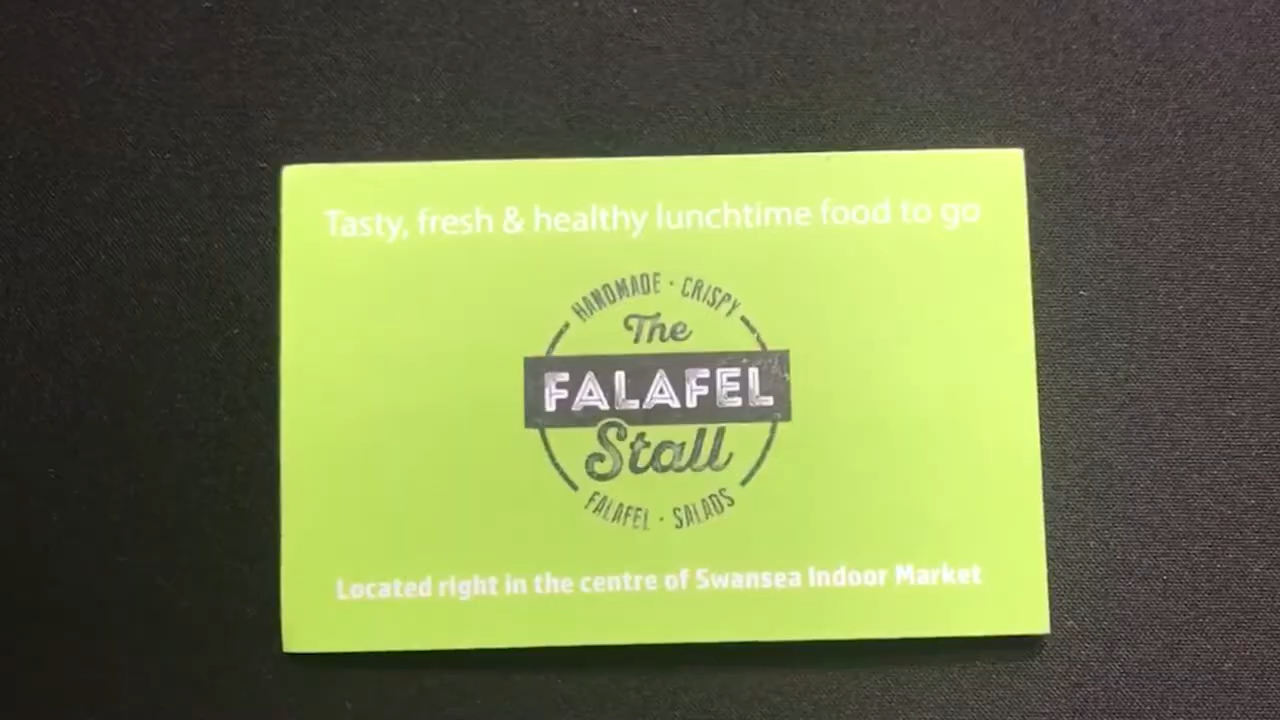 Tasty, fresh & healthy lunchtime food to go
HANDMADE · CRISPY
The
FALAFEL
Stall
FALAFEL · SALADS
Located right in the centre of Swansea Indoor Market